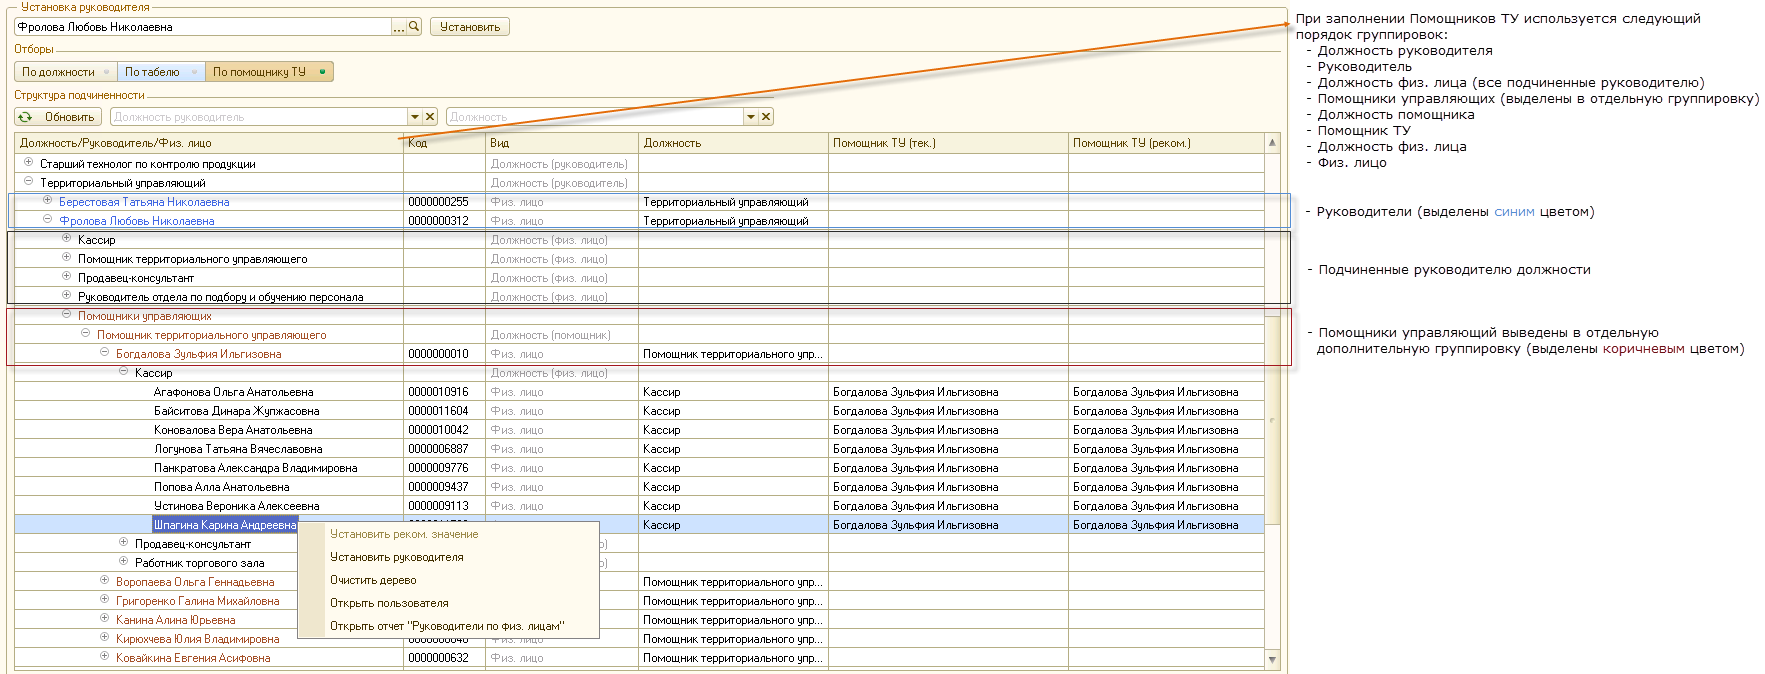 Установка руководителя
Фролова Любовь Николаевна ... Установить
Отборы
По должности По табелю По помощнику ТУ
Структура подчиненности
Обновить Должность руководитель Должность
Должность/Руководитель/Физ. лицо Код Вид Должность Помощник ТУ (тек.) Помощник ТУ (реком.)
Старший технолог по контролю продукции Должность (руководитель)
Территориальный управляющий Должность (руководитель)
Берестовая Татьяна Николаевна 0000000255 Физ. лицо Территориальный управляющий
Фролова Любовь Николаевна 0000000312 Физ. лицо Территориальный управляющий
Кассир Должность (физ. лицо)
Помощник территориального управляющего Должность (физ. лицо)
Продавец-консультант Должность (физ. лицо)
Руководитель отдела по подбору и обучению персонала Должность (физ. лицо)
Помощники управляющих
Помощник территориального управляющего Должность (помощник)
Богдалова Зульфия Ильгизовна 0000000010 Физ. лицо Помощник территориального упр...
Кассир Должность (физ. лицо)
Агафонова Ольга Анатольевна 0000010916 Физ. лицо Кассир Богдалова Зульфия Ильгизовна Богдалова Зульфия Ильгизовна
Байситова Динара Жупжасовна 0000011604 Физ. лицо Кассир Богдалова Зульфия Ильгизовна Богдалова Зульфия Ильгизовна
Коновалова Вера Анатольевна 0000010042 Физ. лицо Кассир Богдалова Зульфия Ильгизовна Богдалова Зульфия Ильгизовна
Логунова Татьяна Вячеславовна 0000006887 Физ. лицо Кассир Богдалова Зульфия Ильгизовна Богдалова Зульфия Ильгизовна
Панкратова Александра Владимировна 0000009776 Физ. лицо Кассир Богдалова Зульфия Ильгизовна Богдалова Зульфия Ильгизовна
Попова Алла Анатольевна 0000009437 Физ. лицо Кассир Богдалова Зульфия Ильгизовна Богдалова Зульфия Ильгизовна
Устинова Вероника Алексеевна 0000009113 Физ. лицо Кассир Богдалова Зульфия Ильгизовна Богдалова Зульфия Ильгизовна
Шпагина Карина Андреевна Кассир Богдалова Зульфия Ильгизовна Богдалова Зульфия Ильгизовна
Продавец-консультант
Работник торгового зала
Воропаева Ольга Геннадьевна Помощник территориального упр...
Григоренко Галина Михайловна Помощник территориального упр...
Канина Алина Юрьевна Помощник территориального упр...
Кирюхчева Юлия Владимировна Помощник территориального упр...
Ковайкина Евгения Асифовна 0000000632 Физ. лицо Помощник территориального упр...
Установить реком. значение
Установить руководителя
Очистить дерево
Открыть пользователя
Открыть отчет "Руководители по физ. лицам"
При заполнении Помощников ТУ используется следующий
порядок группировок:
- Должность руководителя
- Руководитель
- Должность физ. лица (все подчиненные руководителю)
- Помощники управляющих (выделены в отдельную группировку)
- Должность помощника
- Помощник ТУ
- Должность физ. лица
- Физ. лицо
- Руководители (выделены синим цветом)
- Подчиненные руководителю должности
- Помощники управляющий выведены в отдельную
дополнительную группировку (выделены коричневым цветом)